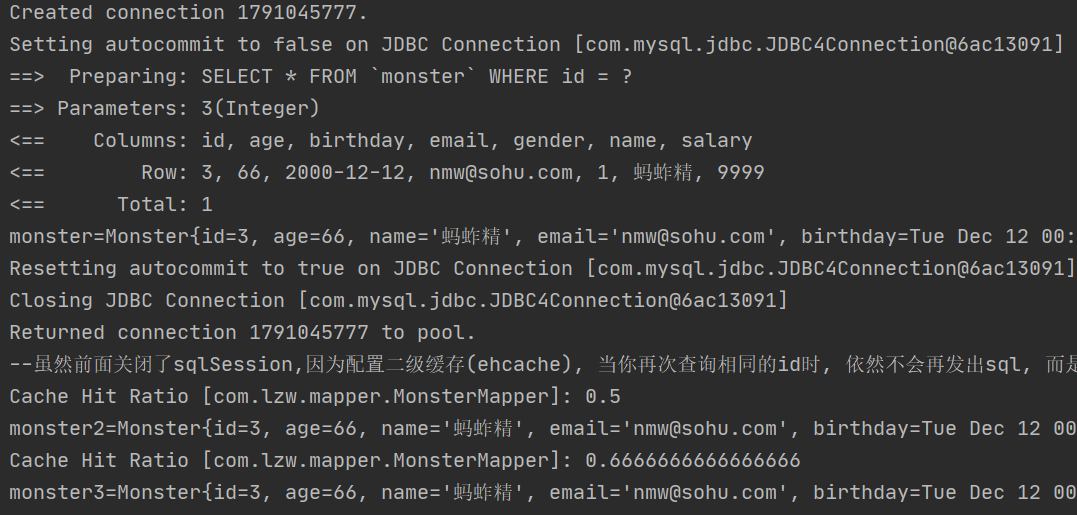 Created connection 1791045777.
Setting autocommit to false on JDBC Connection [com.mysql.jdbc.JDBC4Connection@6ac13091]
==>  Preparing: SELECT * FROM `monster` WHERE id = ?
==> Parameters: 3(Integer)
<==    Columns: id, age, birthday, email, gender, name, salary
<==        Row: 3, 66, 2000-12-12, nmw@sohu.com, 1, 蚂蚱精, 9999
<==      Total: 1
monster=Monster{id=3, age=66, name='蚂蚱精', email='nmw@sohu.com', birthday=Tue Dec 12 00:
Resetting autocommit to true on JDBC Connection [com.mysql.jdbc.JDBC4Connection@6ac13091]
Closing JDBC Connection [com.mysql.jdbc.JDBC4Connection@6ac13091]
Returned connection 1791045777 to pool.
--虽然前面关闭了sqlSession,因为配置二级缓存(ehcache), 当你再次查询相同的id时, 依然不会再发出sql, 而是
Cache Hit Ratio [com.lzw.mapper.MonsterMapper]: 0.5
monster2=Monster{id=3, age=66, name='蚂蚱精', email='nmw@sohu.com', birthday=Tue Dec 12 00
Cache Hit Ratio [com.lzw.mapper.MonsterMapper]: 0.6666666666666666
monster3=Monster{id=3, age=66, name='蚂蚱精', email='nmw@sohu.com', birthday=Tue Dec 12 00